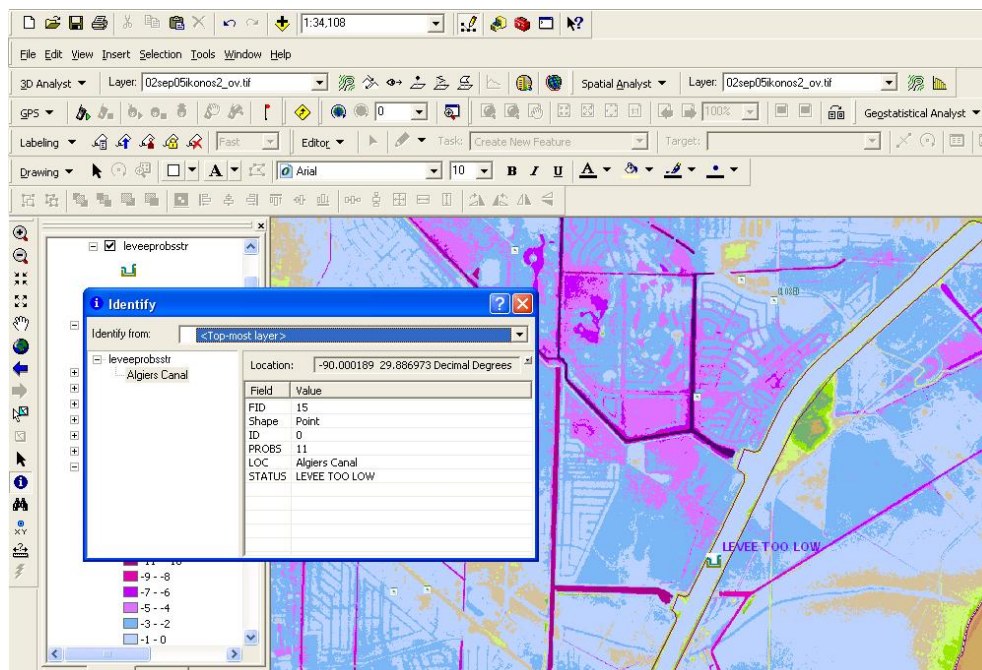 1:34,108
File Edit View Insert Selection Tools Window Help
3D Analyst Layer: 02sep05ikonos2_ov.tif Spatial Analyst Layer: 02sep05ikonos2_ov.tif
GPS 0 100% Geostatistical Analyst
Labeling Fast Editor Task: Create New Feature Target:
Drawing A Arial 10 B I U A
leveeprobsstr
Identify
Identify from: <Top-most layer>
leveeprobsstr
Algiers Canal
Location: -90.000189 29.886973 Decimal Degrees
Field Value
FID 15
Shape Point
ID 0
PROBS 11
LOC Algiers Canal
STATUS LEVEE TOO LOW
CLOSED
LEVEE TOO LOW
-9 - -8
-7 - -6
-5 - -4
-3 - -2
-1 - 0